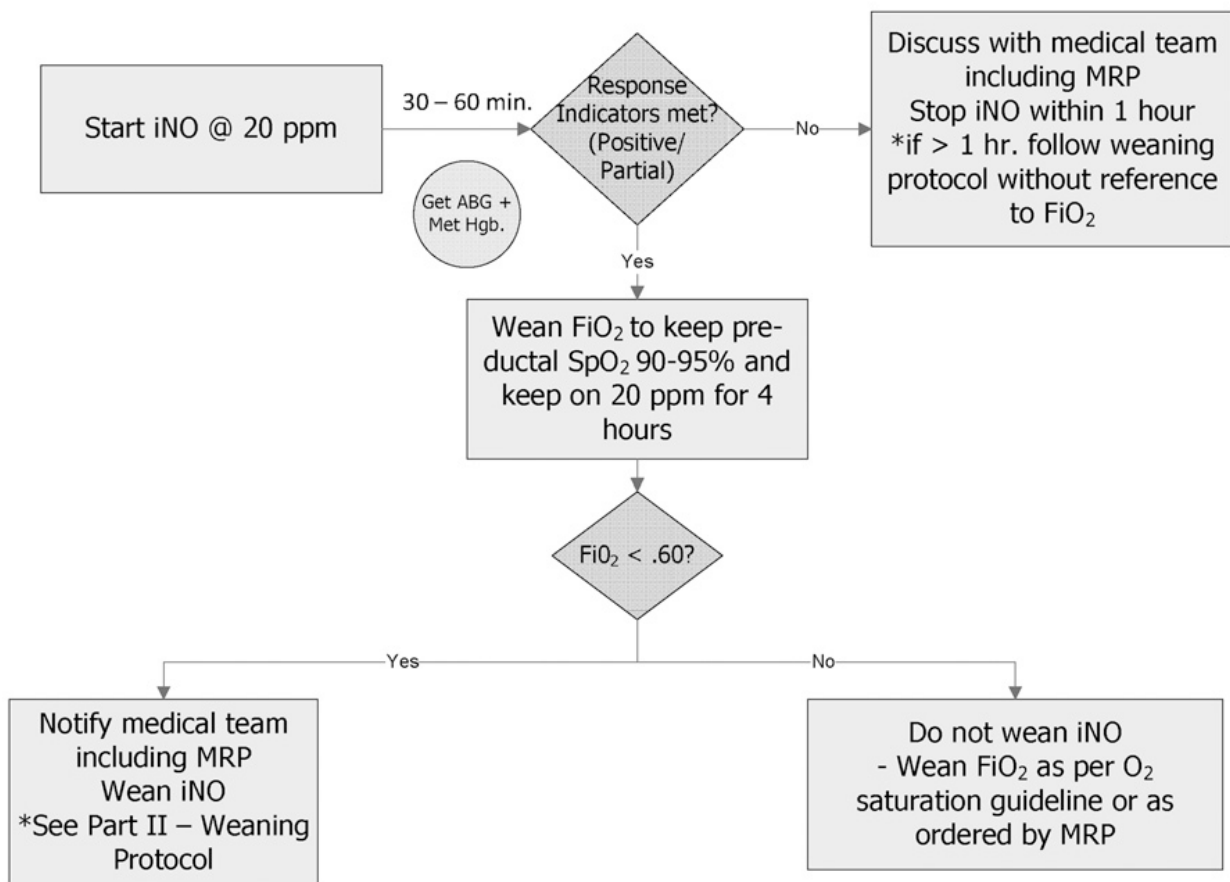 Start iNO @ 20 ppm
30 – 60 min.
Get ABG +
Met Hgb.
Response
Indicators met?
(Positive/
Partial)
No
Discuss with medical team
including MRP
Stop iNO within 1 hour
*if > 1 hr. follow weaning
protocol without reference
to FiO₂
Yes
Wean FiO₂ to keep pre-
ductal SpO₂ 90-95% and
keep on 20 ppm for 4
hours
FiO₂ < .60?
Yes
No
Notify medical team
including MRP
Wean iNO
*See Part II – Weaning
Protocol
Do not wean iNO
- Wean FiO₂ as per O₂
saturation guideline or as
ordered by MRP